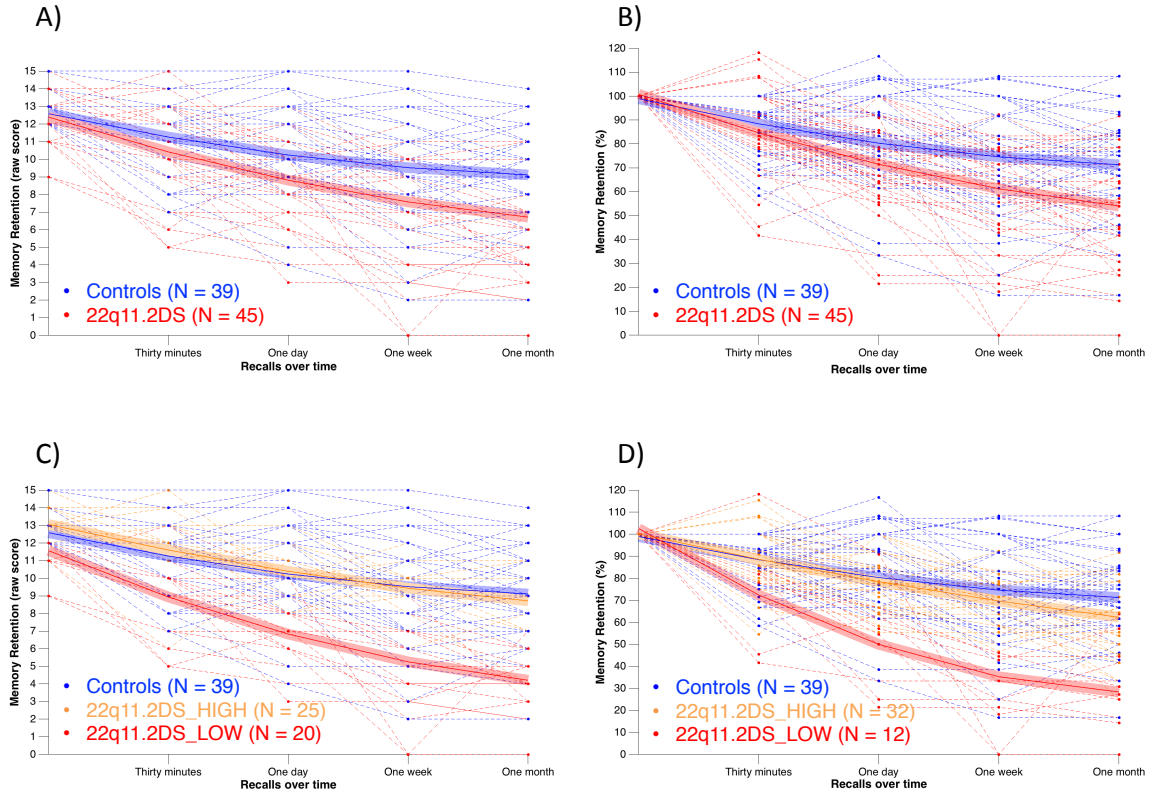 A)
Memory Retention (raw score)
15
14
13
12
11
10
9
8
7
6
5
4
3
2
1
0
Controls (N = 39)
22q11.2DS (N = 45)
Thirty minutes One day One week One month
Recalls over time
B)
Memory Retention (%)
120
110
100
90
80
70
60
50
40
30
20
10
0
Controls (N = 39)
22q11.2DS (N = 45)
Thirty minutes One day One week One month
Recalls over time
C)
Memory Retention (raw score)
15
14
13
12
11
10
9
8
7
6
5
4
3
2
1
0
Controls (N = 39)
22q11.2DS_HIGH (N = 25)
22q11.2DS_LOW (N = 20)
Thirty minutes One day One week One month
Recalls over time
D)
Memory Retention (%)
120
110
100
90
80
70
60
50
40
30
20
10
0
Controls (N = 39)
22q11.2DS_HIGH (N = 32)
22q11.2DS_LOW (N = 12)
Thirty minutes One day One week One month
Recalls over time